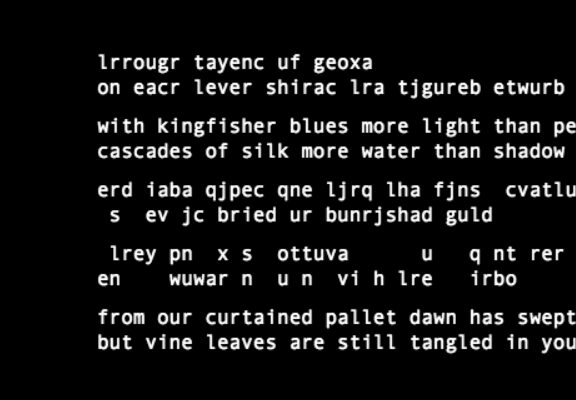 lrrougr tayenc uf geoxa
on eacr lever shirac lra tjgureb etwurb
with kingfisher blues more light than pe
cascades of silk more water than shadow
erd iaba qjpec qne ljrq lha fjns cvatlu
s ev jc bried ur bunrjshad guld
lrey pn x s ottuva u q nt rer
en wuwar n u n vi h lre irbo
from our curtained pallet dawn has swept
but vine leaves are still tangled in you